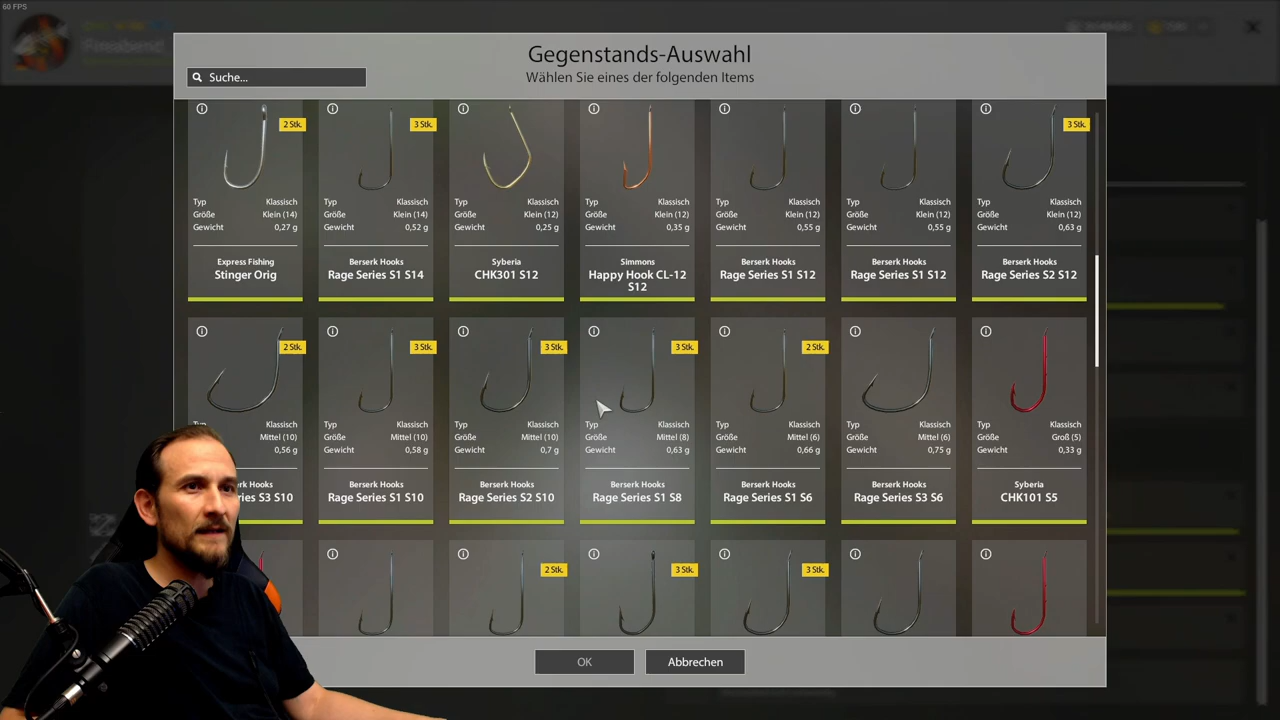 60 FPS
Gegenstands-Auswahl
Suche...
Wählen Sie eines der folgenden Items
2 Stk.
Typ Klassisch
Größe Klein (14)
Gewicht 0,27 g
Express Fishing
Stinger Orig
3 Stk.
Typ Klassisch
Größe Klein (14)
Gewicht 0,52 g
Berserk Hooks
Rage Series S1 S14
Typ Klassisch
Größe Klein (12)
Gewicht 0,25 g
Syberia
CHK301 S12
Typ Klassisch
Größe Klein (12)
Gewicht 0,35 g
Simmons
Happy Hook CL-12
S12
Typ Klassisch
Größe Klein (12)
Gewicht 0,55 g
Berserk Hooks
Rage Series S1 S12
Typ Klassisch
Größe Klein (12)
Gewicht 0,55 g
Berserk Hooks
Rage Series S1 S12
3 Stk.
Typ Klassisch
Größe Klein (12)
Gewicht 0,63 g
Berserk Hooks
Rage Series S2 S12
2 Stk.
Typ Klassisch
Mittel (10)
0,56 g
Hooks
Series S3 S10
3 Stk.
Typ Klassisch
Größe Mittel (10)
Gewicht 0,58 g
Berserk Hooks
Rage Series S1 S10
3 Stk.
Typ Klassisch
Größe Mittel (10)
Gewicht 0,7 g
Berserk Hooks
Rage Series S2 S10
3 Stk.
Typ Klassisch
Größe Mittel (8)
Gewicht 0,63 g
Berserk Hooks
Rage Series S1 S8
2 Stk.
Typ Klassisch
Größe Mittel (6)
Gewicht 0,66 g
Berserk Hooks
Rage Series S1 S6
Typ Klassisch
Größe Mittel (6)
Gewicht 0,75 g
Berserk Hooks
Rage Series S3 S6
Typ Klassisch
Größe Groß (5)
Gewicht 0,33 g
Syberia
CHK101 S5
2 Stk.
3 Stk.
3 Stk.
OK
Abbrechen